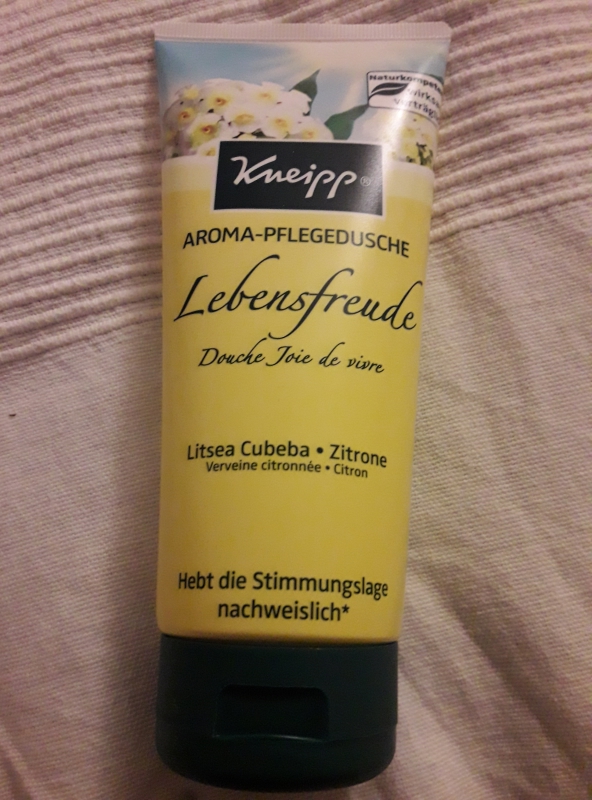 Kneipp®
AROMA-PFLEGEDUSCHE
Lebensfreude
Douche Joie de vivre
Litsea Cubeba • Zitrone
Verveine citronnée • Citron
Hebt die Stimmungslage
nachweislich*